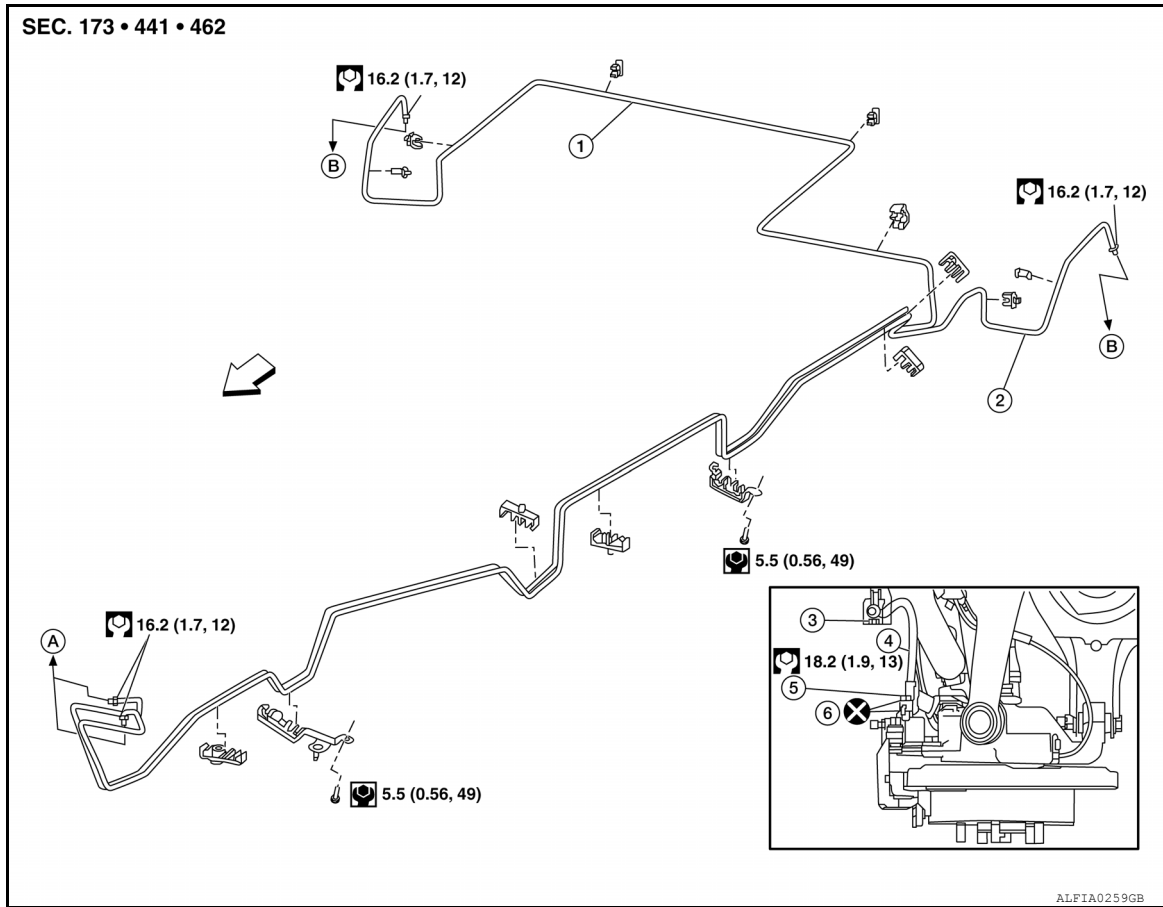 SEC. 173 • 441 • 462
16.2 (1.7, 12)
1
B
16.2 (1.7, 12)
2
B
5.5 (0.56, 49)
A
16.2 (1.7, 12)
5.5 (0.56, 49)
3
4
18.2 (1.9, 13)
5
6
ALFIA0259GB